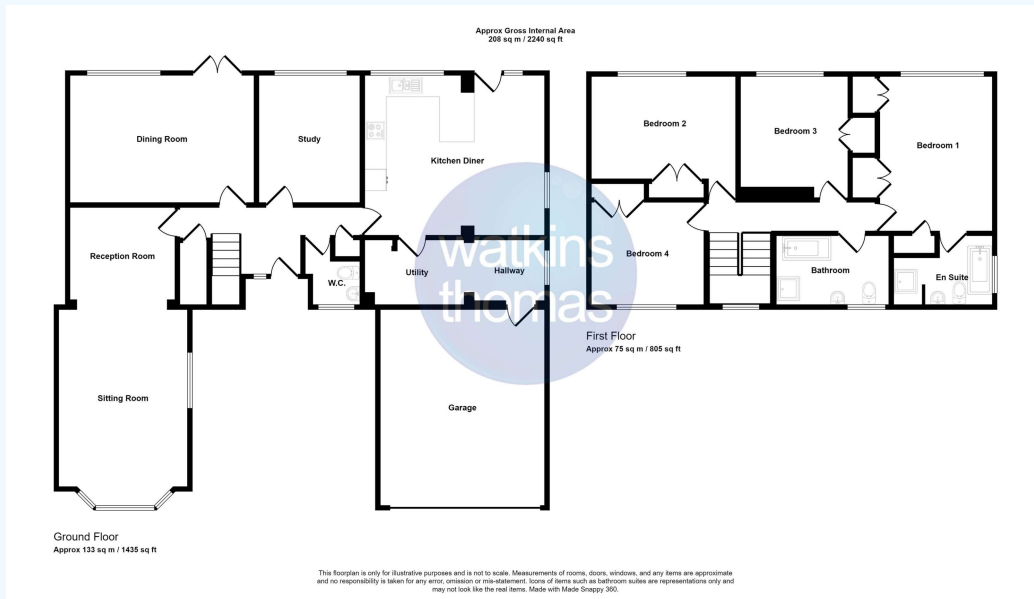 Approx Gross Internal Area
208 sq m / 2240 sq ft
Dining Room
Study
Kitchen Diner
Reception Room
W.C.
Utility
Hallway
Sitting Room
Garage
Ground Floor
Approx 133 sq m / 1435 sq ft
Bedroom 2
Bedroom 3
Bedroom 1
Bedroom 4
Bathroom
En Suite
First Floor
Approx 75 sq m / 805 sq ft
watkins
thomas
This floorplan is only for illustrative purposes and is not to scale. Measurements of rooms, doors, windows, and any items are approximate
and no responsibility is taken for any error, omission or mis-statement. Icons of items such as bathroom suites are representations only and
may not look like the real items. Made with Made Snappy 360.